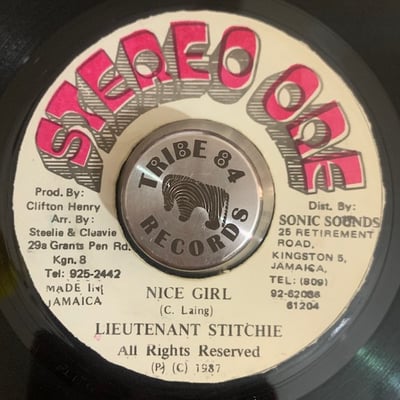 STEREO ONE
TRIBE 84
RECORDS
Prod. By:
Clifton Henry
Arr. By:
Steelie & Cluavie
29a Grants Pen Rd.
Kgn. 8
Tel: 925-2442
MADE IN
JAMAICA
Dist. By:
SONIC SOUNDS
25 RETIREMENT
ROAD,
KINGSTON 5,
JAMAICA,
TEL: (809)
92-62086
61204
NICE GIRL
(C. Laing)
LIEUTENANT STITCHIE
All Rights Reserved
(P) (C) 1987